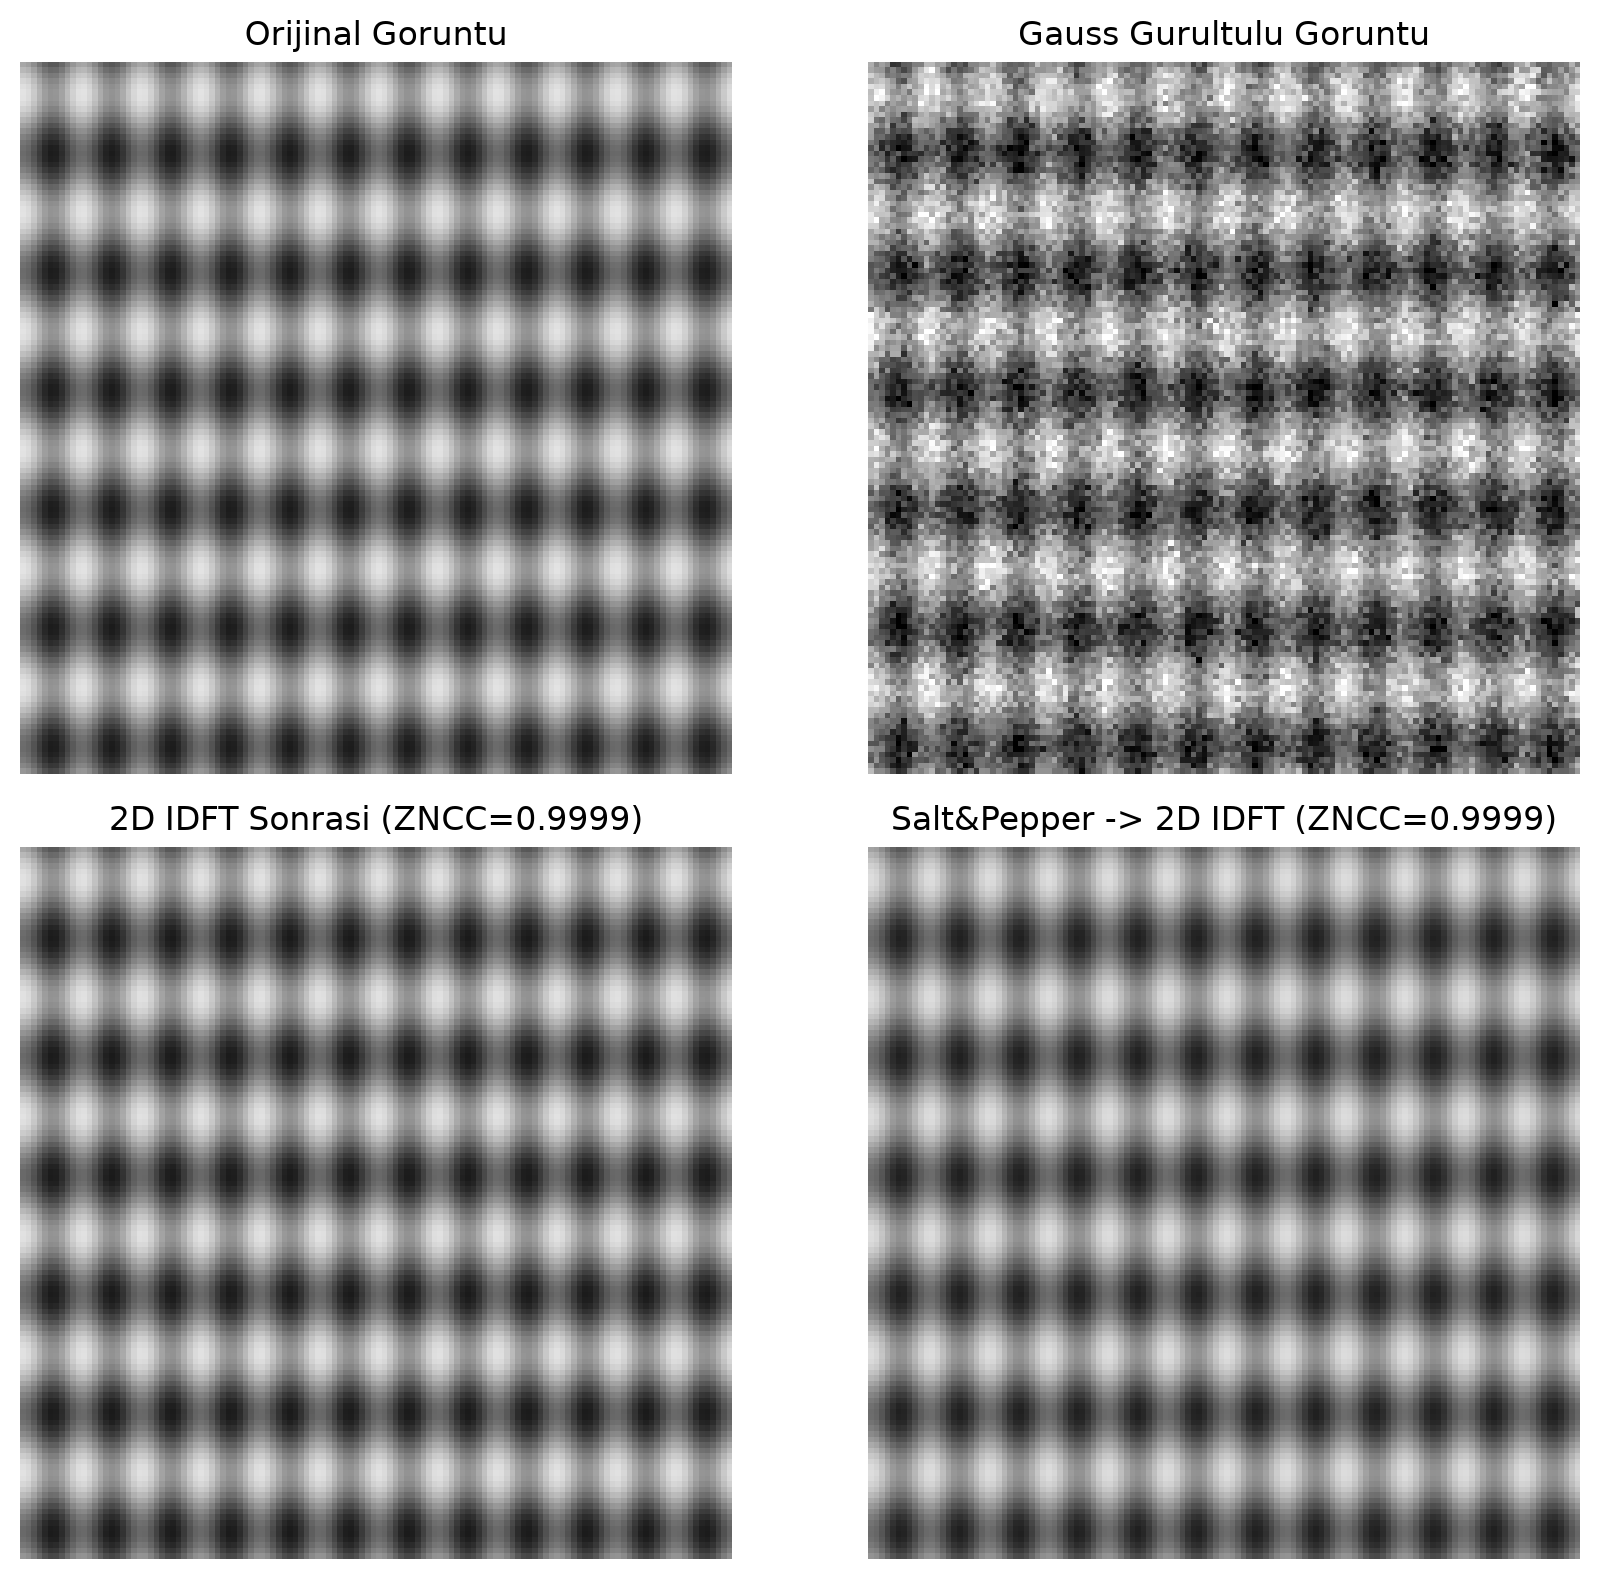 Orijinal Goruntu
Gauss Gurultulu Goruntu
2D IDFT Sonrasi (ZNCC=0.9999)
Salt&Pepper -> 2D IDFT (ZNCC=0.9999)